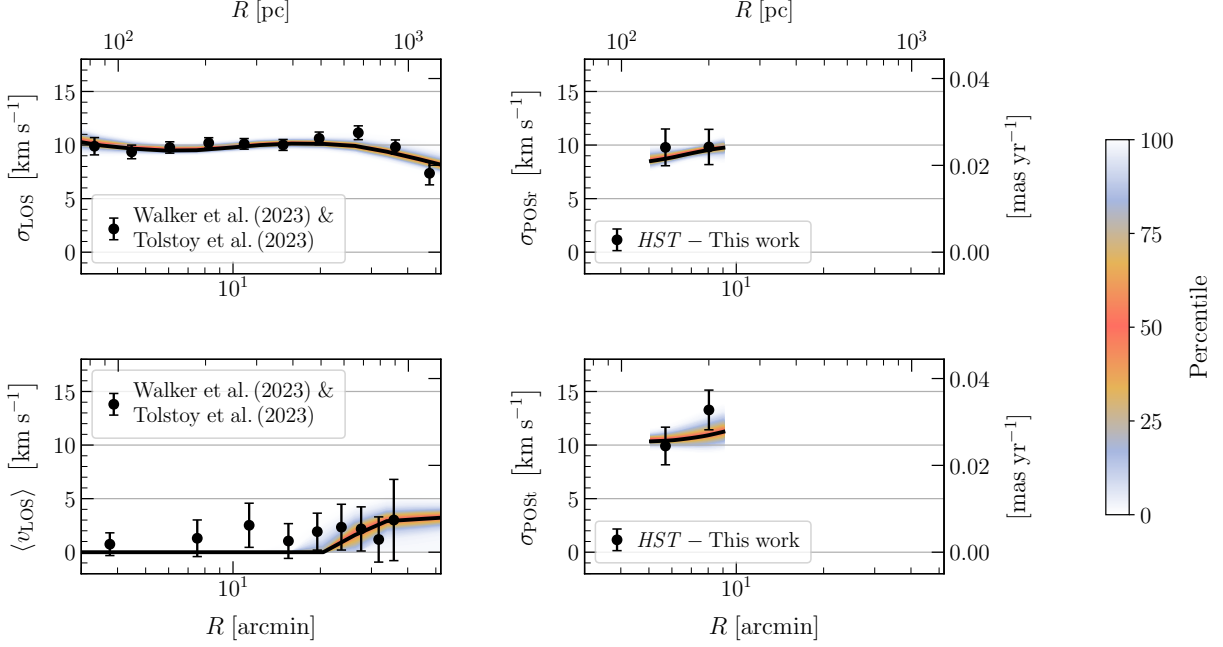 R [pc]
R [pc]
10² 10³
10² 10³
15
10
5
0
σLOS [km s⁻¹]
Walker et al. (2023) &
Tolstoy et al. (2023)
10¹
σPOSr [km s⁻¹]
HST − This work
10¹
0.04
0.02
0.00
[mas yr⁻¹]
15
10
5
0
⟨vLOS⟩ [km s⁻¹]
Walker et al. (2023) &
Tolstoy et al. (2023)
10¹
R [arcmin]
15
10
5
0
σPOSt [km s⁻¹]
HST − This work
10¹
R [arcmin]
0.04
0.02
0.00
[mas yr⁻¹]
15
10
5
0
100
75
50
25
0
Percentile